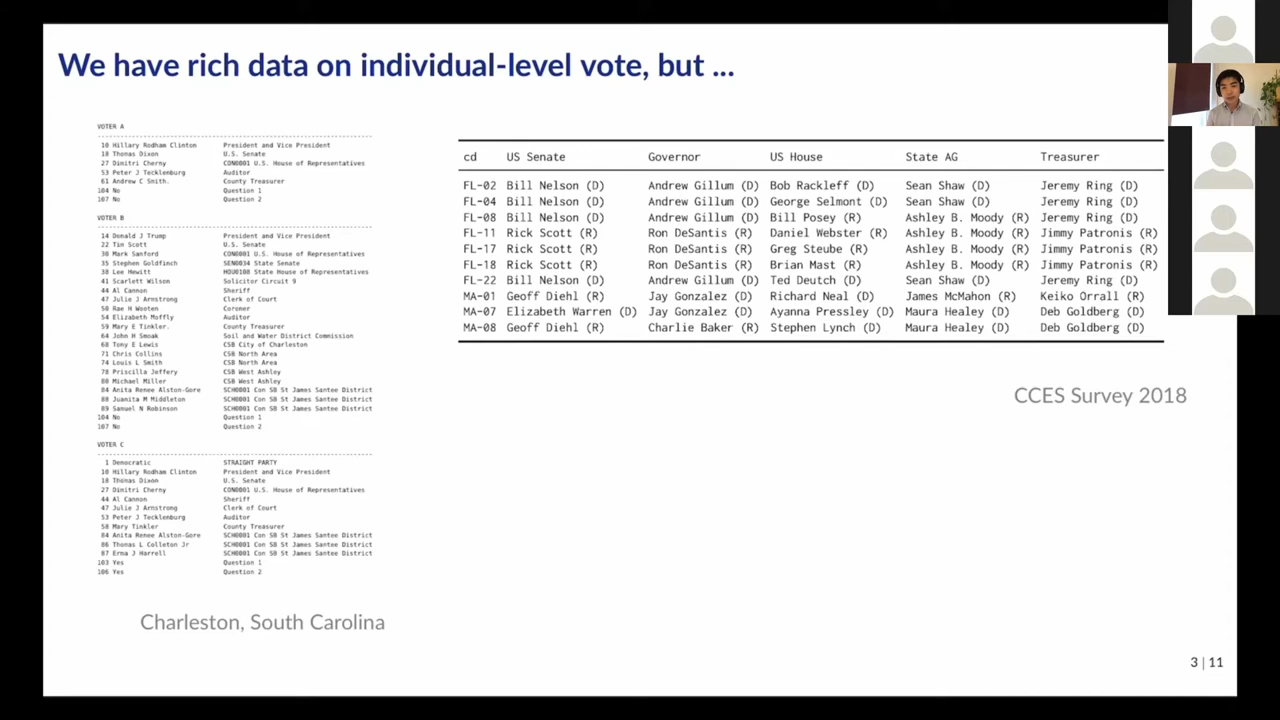 We have rich data on individual-level vote, but ...
VOTER A
10 Hillary Rodham Clinton President and Vice President
18 Thomas Dixon U.S. Senate
27 Dimitri Cherny CON0001 U.S. House of Representatives
53 Peter J Tecklenburg Auditor
61 Andrew C Smith. County Treasurer
104 No Question 1
107 No Question 2
VOTER B
14 Donald J Trump President and Vice President
22 Tim Scott U.S. Senate
30 Mark Sanford CON0001 U.S. House of Representatives
35 Stephen Goldfinch SEN0034 State Senate
38 Lee Hewitt HOU0108 State House of Representatives
41 Scarlett Wilson Solicitor Circuit 9
44 Al Cannon Sheriff
47 Julie J Armstrong Clerk of Court
50 Rae H Wooten Coroner
54 Elizabeth Moffly Auditor
59 Mary E Tinkler. County Treasurer
64 John H Smoak Soil and Water District Commission
68 Tony E Lewis CSB City of Charleston
71 Chris Collins CSB North Area
74 Louis L Smith CSB North Area
78 Priscilla Jeffery CSB West Ashley
80 Michael Miller CSB West Ashley
84 Anita Renee Alston-Gore SCH0001 Con SB St James Santee District
88 Juanita M Middleton SCH0001 Con SB St James Santee District
89 Samuel N Robinson SCH0001 Con SB St James Santee District
104 No Question 1
107 No Question 2
VOTER C
1 Democratic STRAIGHT PARTY
10 Hillary Rodham Clinton President and Vice President
18 Thomas Dixon U.S. Senate
27 Dimitri Cherny CON0001 U.S. House of Representatives
44 Al Cannon Sheriff
47 Julie J Armstrong Clerk of Court
53 Peter J Tecklenburg Auditor
58 Mary Tinkler County Treasurer
84 Anita Renee Alston-Gore SCH0001 Con SB St James Santee District
86 Thomas L Colleton Jr SCH0001 Con SB St James Santee District
87 Erna J Harrell SCH0001 Con SB St James Santee District
103 Yes Question 1
106 Yes Question 2
Charleston, South Carolina
cd US Senate Governor US House State AG Treasurer
FL-02 Bill Nelson (D) Andrew Gillum (D) Bob Rackleff (D) Sean Shaw (D) Jeremy Ring (D)
FL-04 Bill Nelson (D) Andrew Gillum (D) George Selmont (D) Sean Shaw (D) Jeremy Ring (D)
FL-08 Bill Nelson (D) Andrew Gillum (D) Bill Posey (R) Ashley B. Moody (R) Jeremy Ring (D)
FL-11 Rick Scott (R) Ron DeSantis (R) Daniel Webster (R) Ashley B. Moody (R) Jimmy Patronis (R)
FL-17 Rick Scott (R) Ron DeSantis (R) Greg Steube (R) Ashley B. Moody (R) Jimmy Patronis (R)
FL-18 Rick Scott (R) Ron DeSantis (R) Brian Mast (R) Ashley B. Moody (R) Jimmy Patronis (R)
FL-22 Bill Nelson (D) Andrew Gillum (D) Ted Deutch (D) Sean Shaw (D) Jeremy Ring (D)
MA-01 Geoff Diehl (R) Jay Gonzalez (D) Richard Neal (D) James McMahon (R) Keiko Orrall (R)
MA-07 Elizabeth Warren (D) Jay Gonzalez (D) Ayanna Pressley (D) Maura Healey (D) Deb Goldberg (D)
MA-08 Geoff Diehl (R) Charlie Baker (R) Stephen Lynch (D) Maura Healey (D) Deb Goldberg (D)
CCES Survey 2018
3 | 11